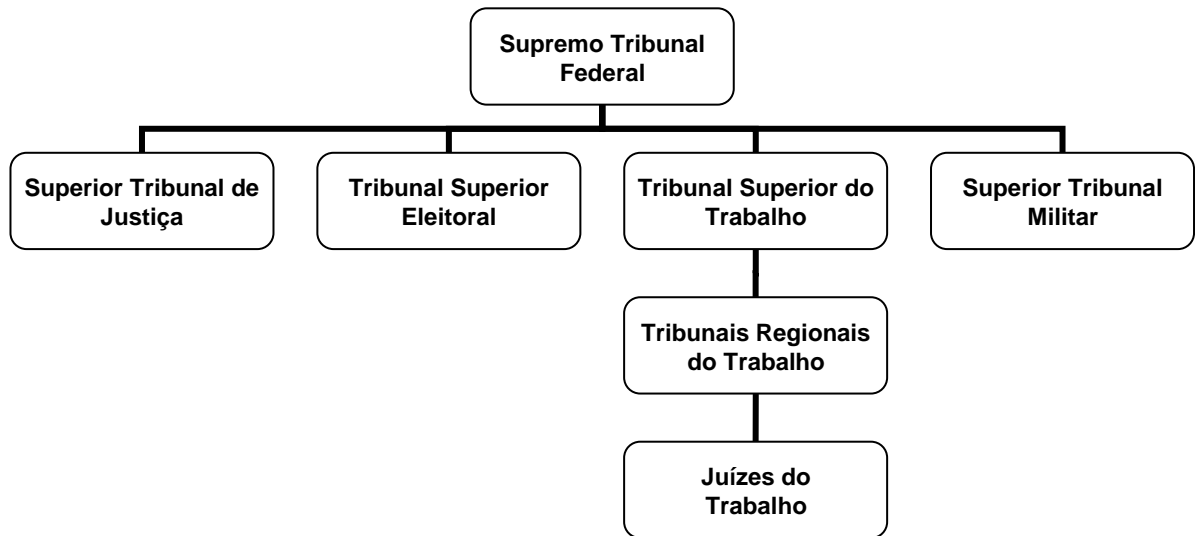 Supremo Tribunal
Federal
Superior Tribunal de
Justiça
Tribunal Superior
Eleitoral
Tribunal Superior do
Trabalho
Superior Tribunal
Militar
Tribunais Regionais
do Trabalho
Juízes do
Trabalho